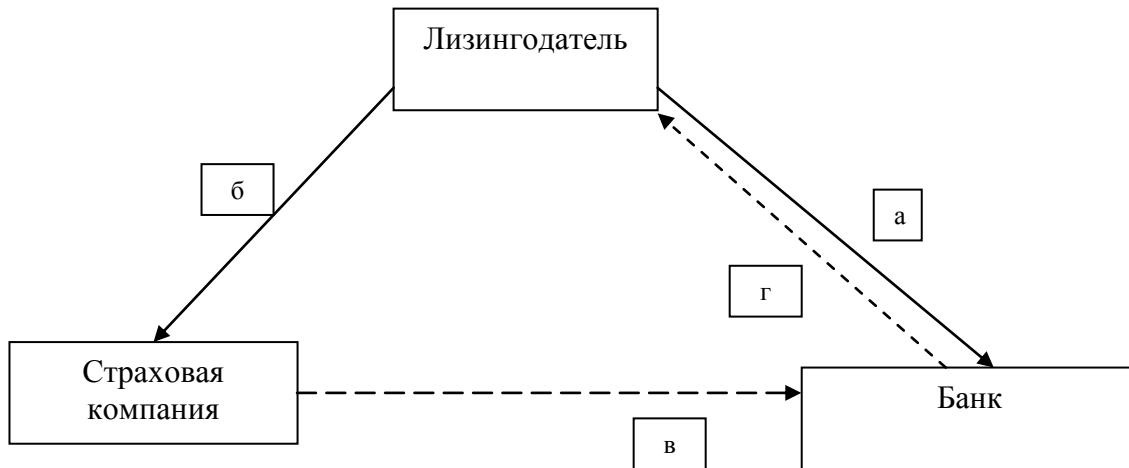 Лизингодатель
б
а
г
Страховая
компания
Банк
в